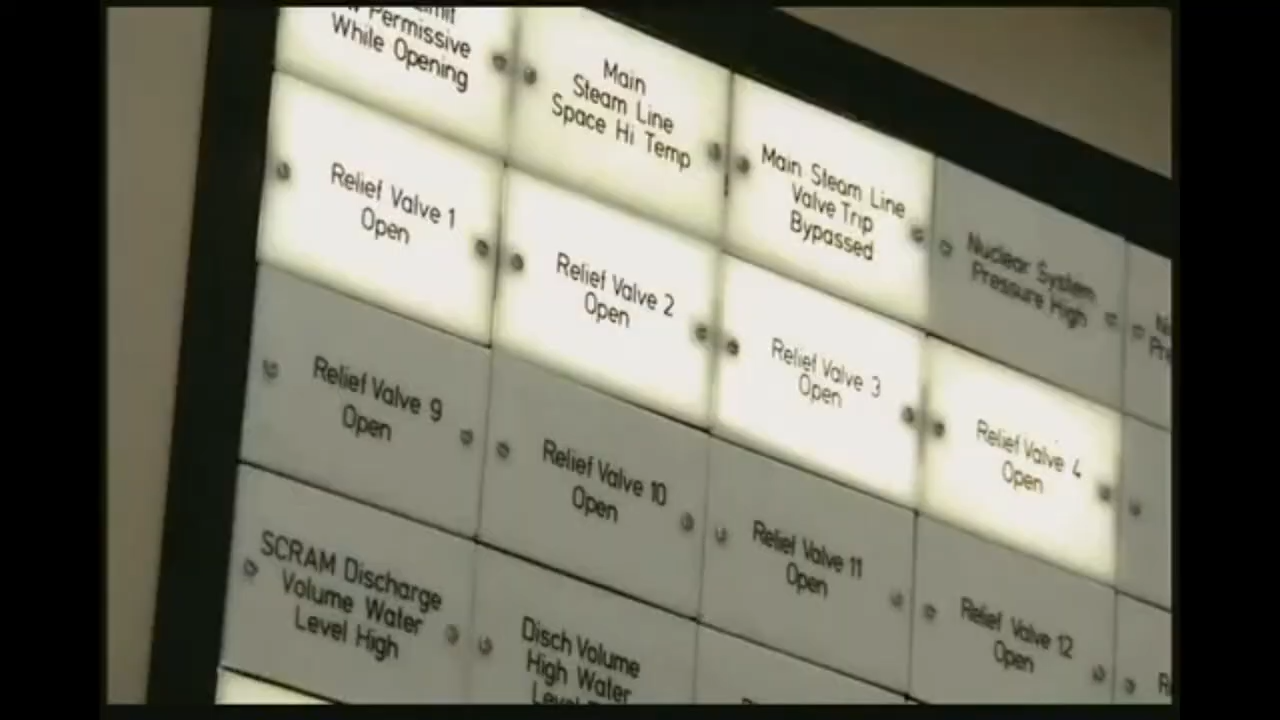 Permissive
While Opening
Main
Steam Line
Space Hi Temp
Main Steam Line
Valve Trip
Bypassed
Nuclear System
Pressure High
Relief Valve 1
Open
Relief Valve 2
Open
Relief Valve 3
Open
Relief Valve 4
Open
Relief Valve 9
Open
Relief Valve 10
Open
Relief Valve 11
Open
Relief Valve 12
Open
SCRAM Discharge
Volume Water
Level High
Disch Volume
High Water
Level